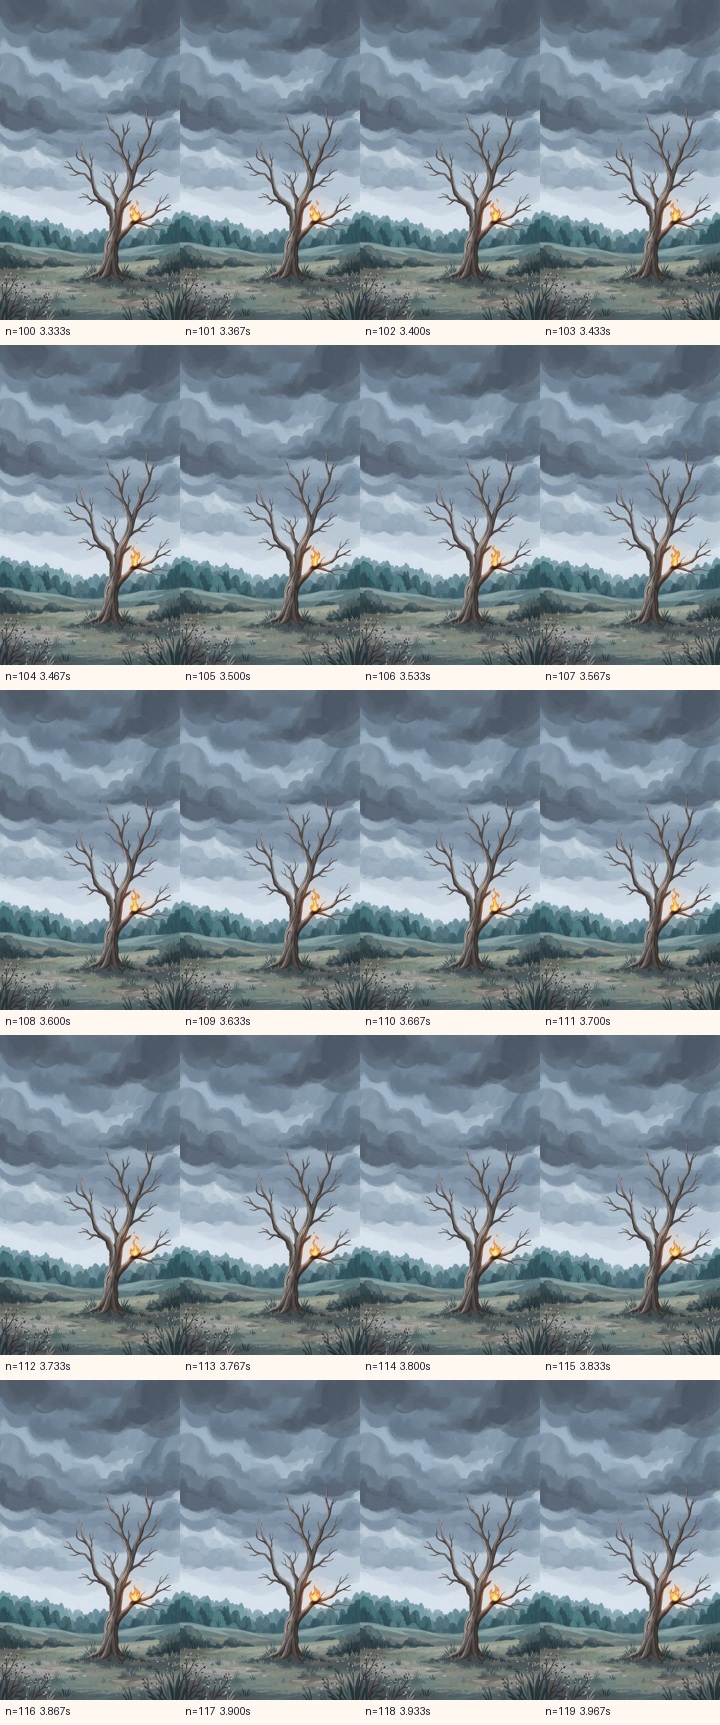 n=100 3.333s
n=101 3.367s
n=102 3.400s
n=103 3.433s
n=104 3.467s
n=105 3.500s
n=106 3.533s
n=107 3.567s
n=108 3.600s
n=109 3.633s
n=110 3.667s
n=111 3.700s
n=112 3.733s
n=113 3.767s
n=114 3.800s
n=115 3.833s
n=116 3.867s
n=117 3.900s
n=118 3.933s
n=119 3.967s